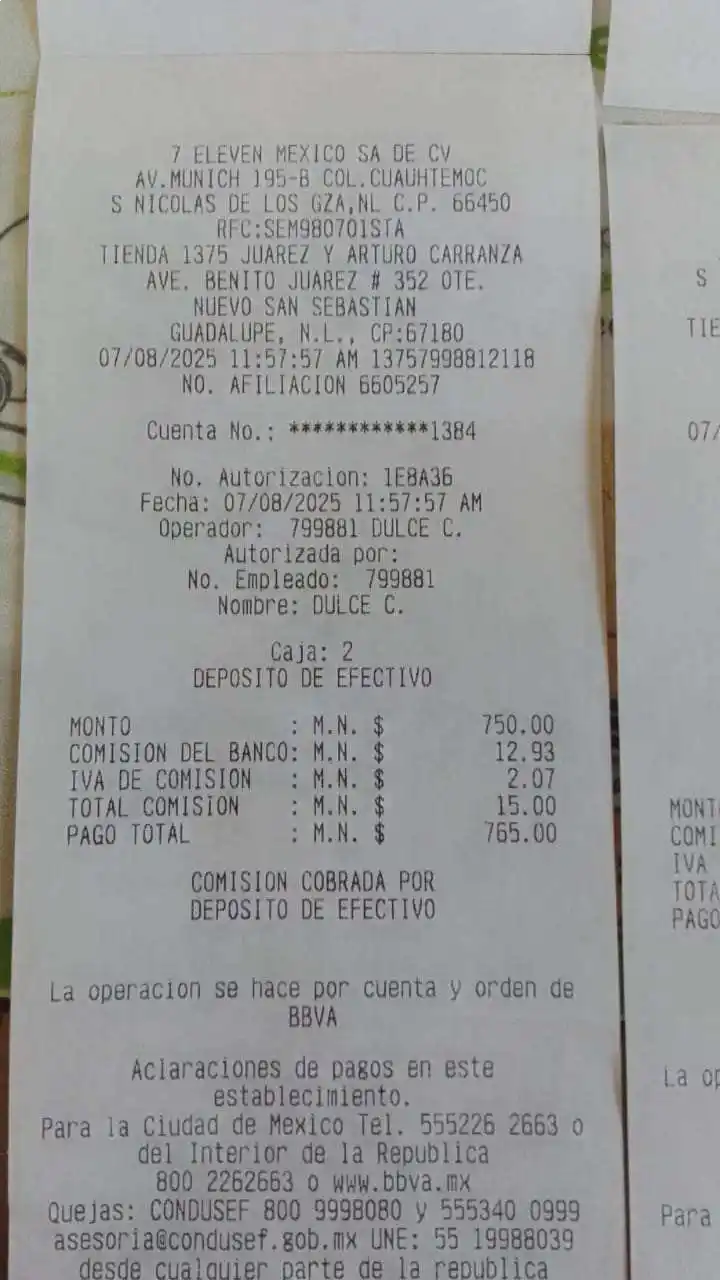 7 ELEVEN MEXICO SA DE CV
AV.MUNICH 195-B COL.CUAUHTEMOC
S NICOLAS DE LOS GZA,NL C.P. 66450
RFC:SEM980701STA
TIENDA 1375 JUAREZ Y ARTURO CARRANZA
AVE. BENITO JUAREZ # 352 OTE.
NUEVO SAN SEBASTIAN
GUADALUPE, N.L., CP:67180
07/08/2025 11:57:57 AM 13757998812118
NO. AFILIACION 6605257
Cuenta No.: ************1384
No. Autorizacion: 1E8A36
Fecha: 07/08/2025 11:57:57 AM
Operador: 799881 DULCE C.
Autorizada por:
No. Empleado: 799881
Nombre: DULCE C.
Caja: 2
DEPOSITO DE EFECTIVO
MONTO : M.N. $ 750.00
COMISION DEL BANCO: M.N. $ 12.93
IVA DE COMISION : M.N. $ 2.07
TOTAL COMISION : M.N. $ 15.00
PAGO TOTAL : M.N. $ 765.00
COMISION COBRADA POR
DEPOSITO DE EFECTIVO
La operacion se hace por cuenta y orden de
BBVA
Aclaraciones de pagos en este
establecimiento.
Para la Ciudad de Mexico Tel. 555226 2663 o
del Interior de la Republica
800 2262663 o www.bbva.mx
Quejas: CONDUSEF 800 9998080 y 555340 0999
asesoria@condusef.gob.mx UNE: 55 19988039
desde cualquier parte de la republica
S
TIE
07/
MONT
COMI
IVA
TOTA
PAGO
La op
Para